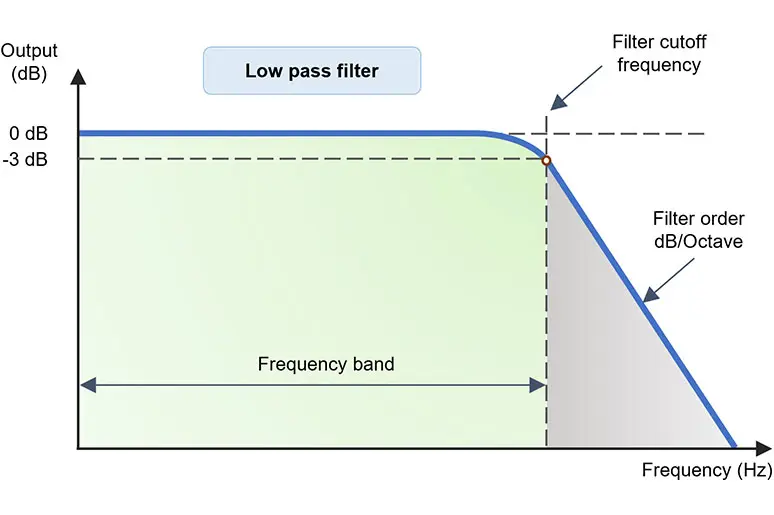 Output
(dB)
Low pass filter
Filter cutoff
frequency
0 dB
-3 dB
Filter order
dB/Octave
Frequency band
Frequency (Hz)